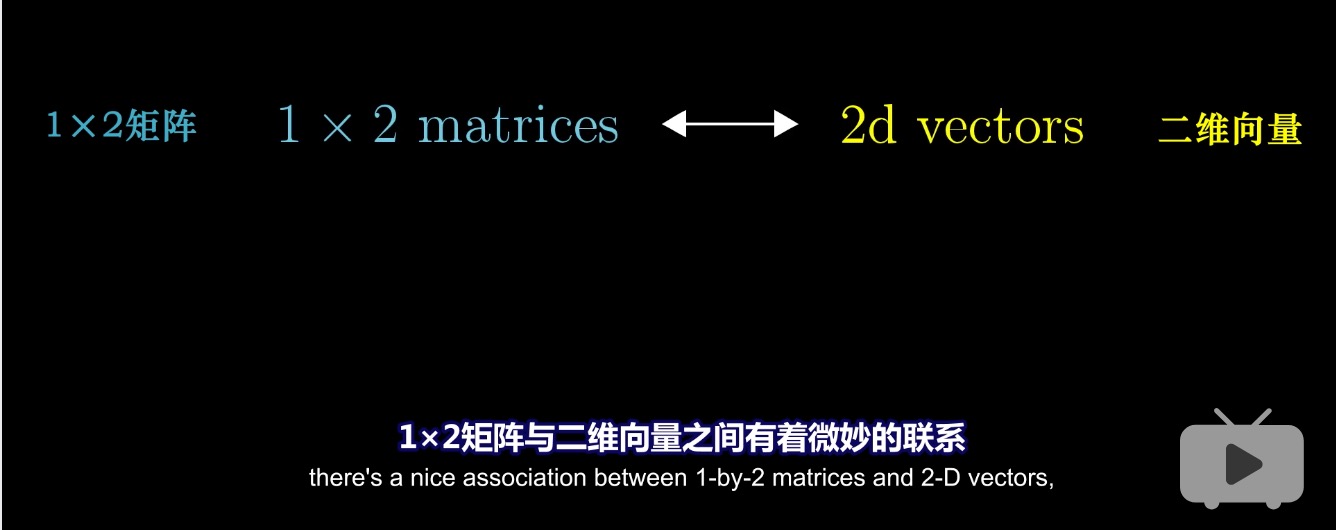 1×2矩阵 1 × 2 matrices ⟷ 2d vectors 二维向量
1×2矩阵与二维向量之间有着微妙的联系
there's a nice association between 1-by-2 matrices and 2-D vectors,